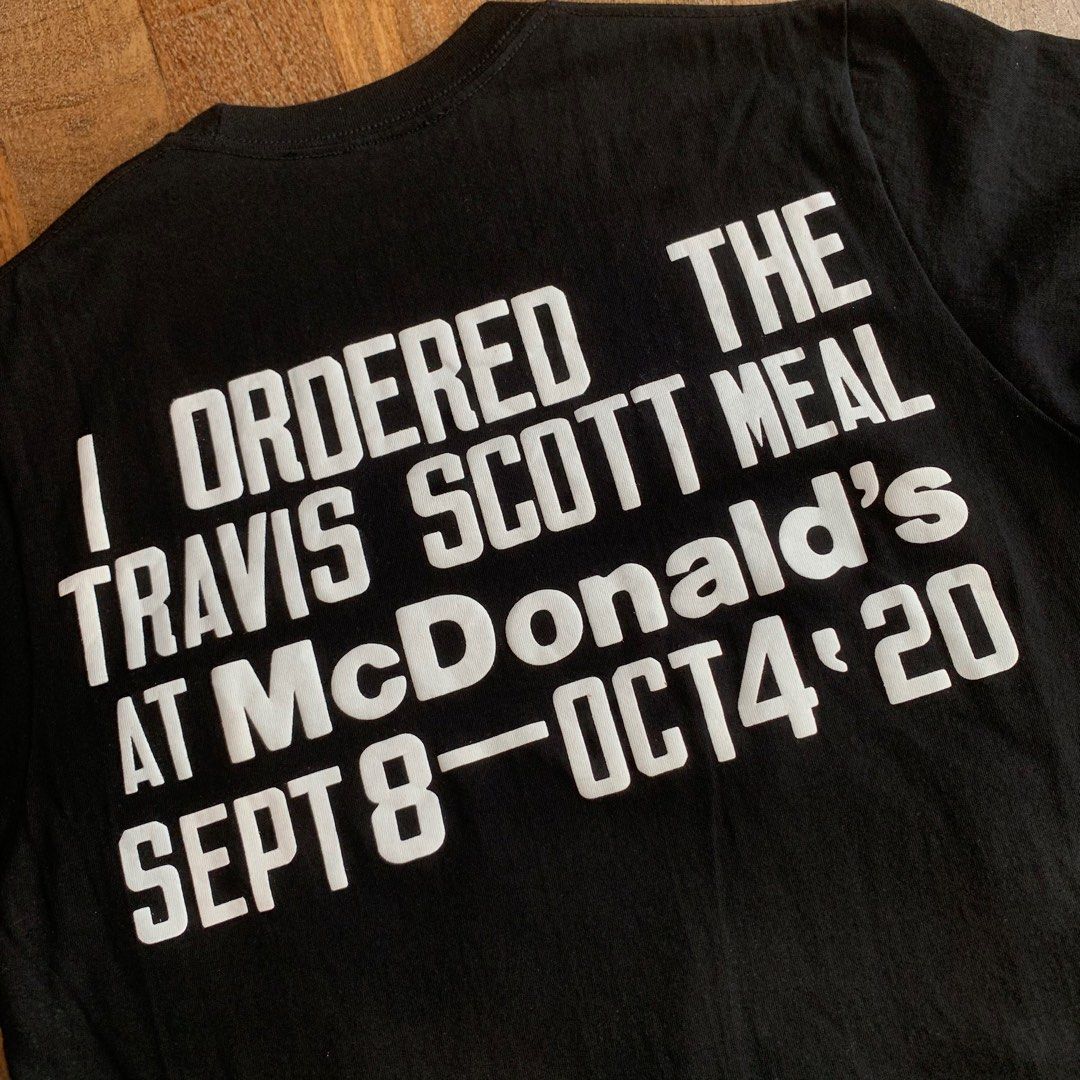 I ORDERED THE
TRAVIS SCOTT MEAL
AT McDonald's
SEPT 8—OCT 4 ‛ '20